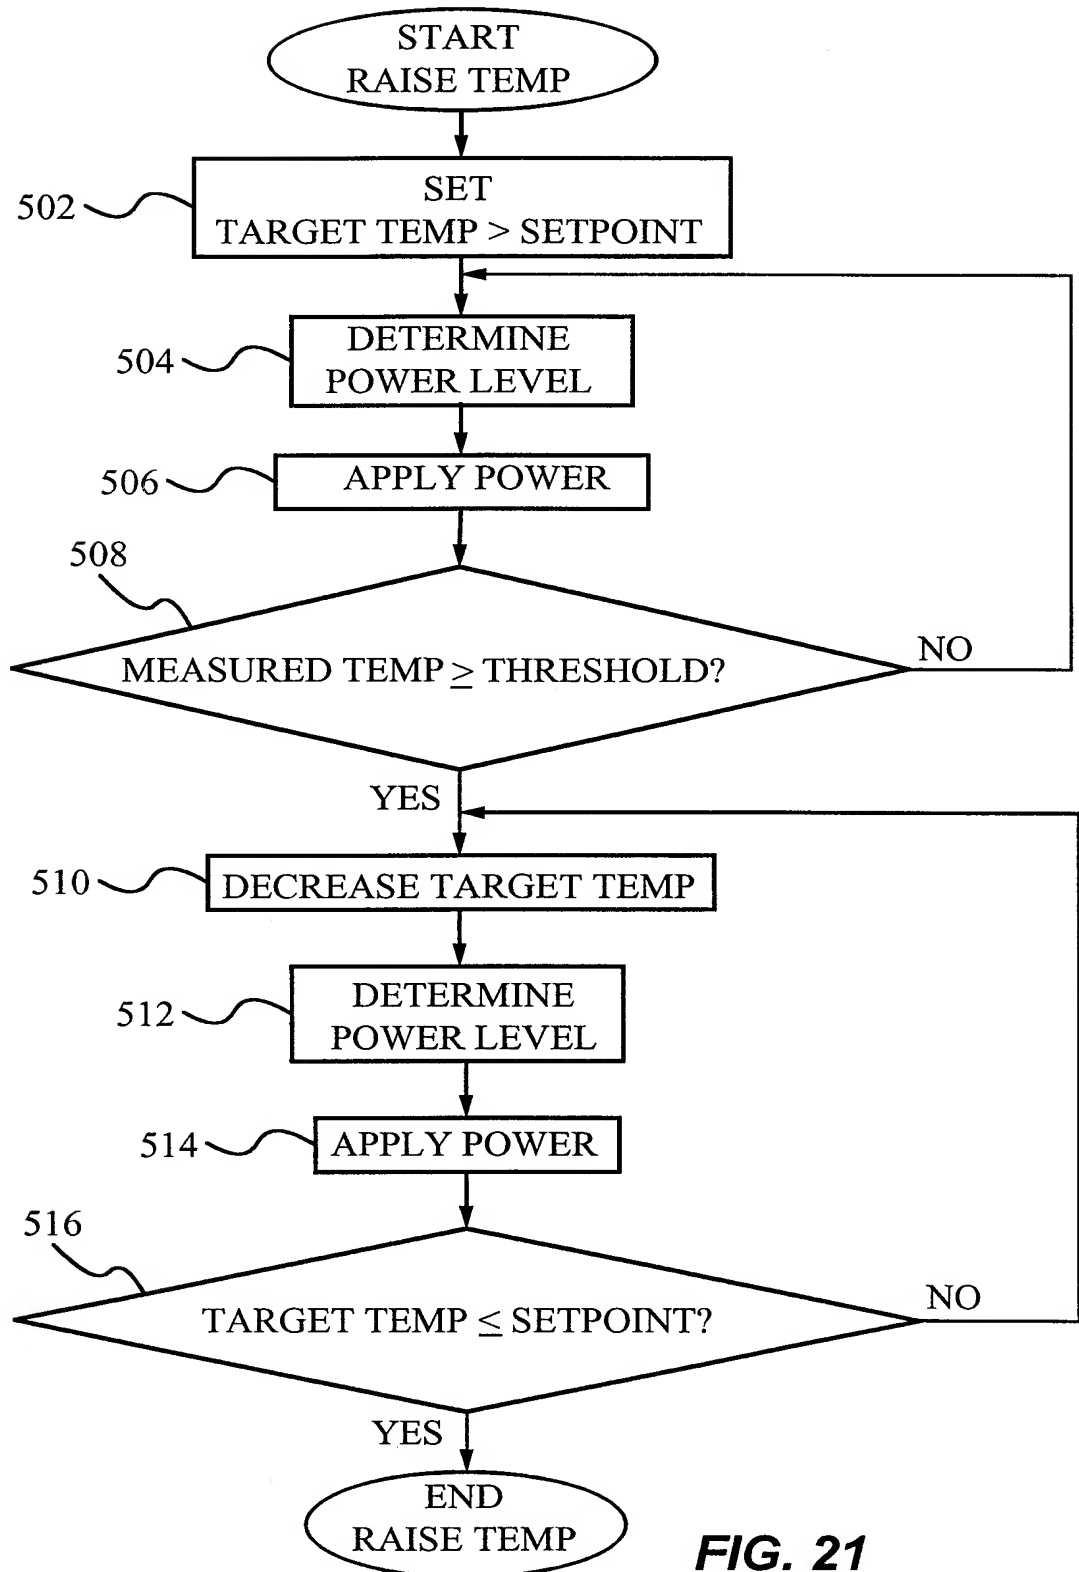 START
RAISE TEMP
502
SET
TARGET TEMP > SETPOINT
504
DETERMINE
POWER LEVEL
506
APPLY POWER
508
MEASURED TEMP ≥ THRESHOLD?
NO
YES
510
DECREASE TARGET TEMP
512
DETERMINE
POWER LEVEL
514
APPLY POWER
516
TARGET TEMP ≤ SETPOINT?
NO
YES
END
RAISE TEMP
FIG. 21